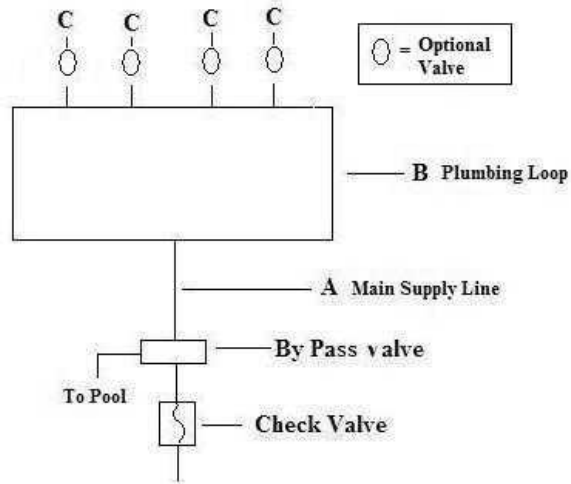 C C C C
= Optional
Valve
B Plumbing Loop
A Main Supply Line
By Pass valve
To Pool
Check Valve